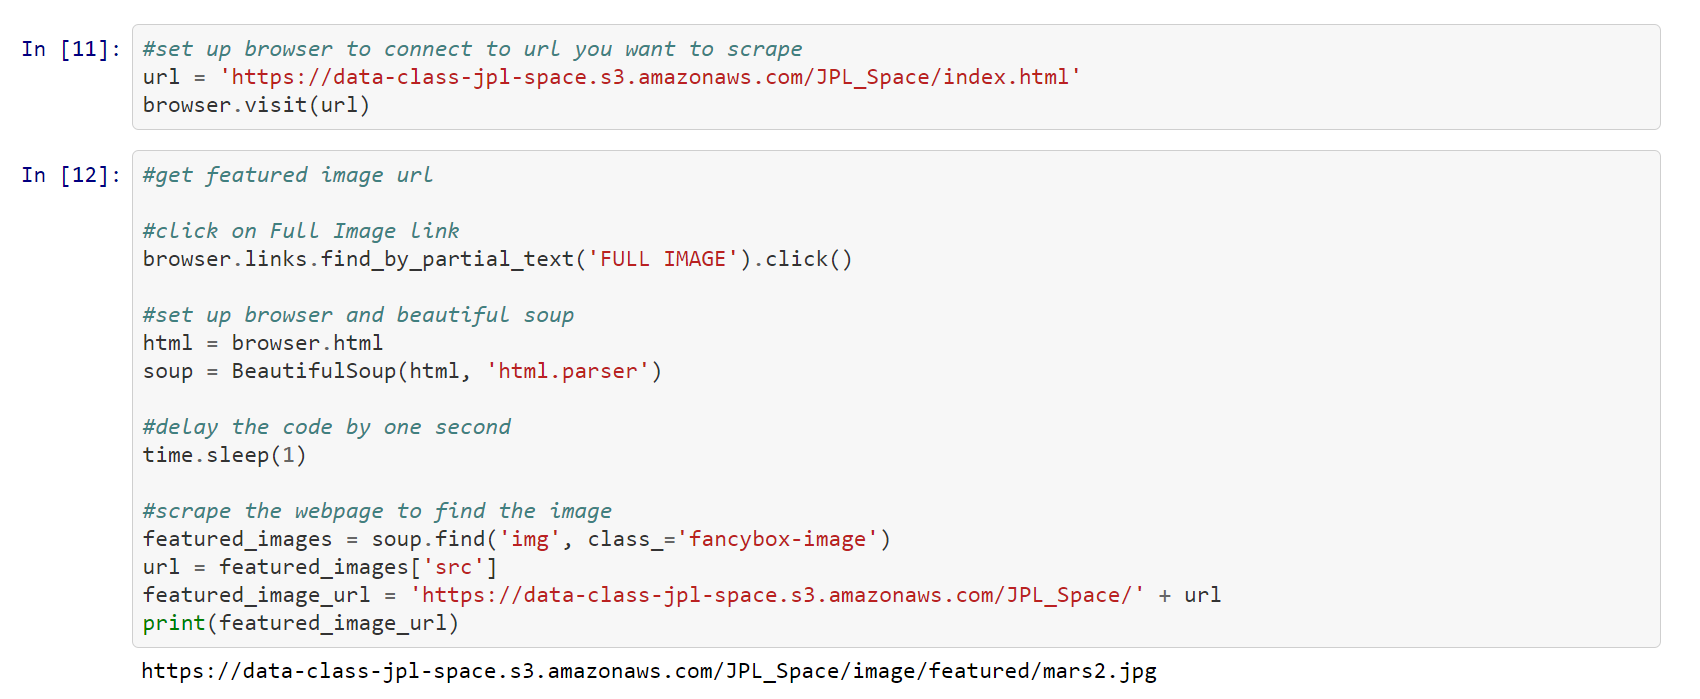 In [11]: #set up browser to connect to url you want to scrape
url = 'https://data-class-jpl-space.s3.amazonaws.com/JPL_Space/index.html'
browser.visit(url)
In [12]: #get featured image url
#click on Full Image link
browser.links.find_by_partial_text('FULL IMAGE').click()
#set up browser and beautiful soup
html = browser.html
soup = BeautifulSoup(html, 'html.parser')
#delay the code by one second
time.sleep(1)
#scrape the webpage to find the image
featured_images = soup.find('img', class_='fancybox-image')
url = featured_images['src']
featured_image_url = 'https://data-class-jpl-space.s3.amazonaws.com/JPL_Space/' + url
print(featured_image_url)
https://data-class-jpl-space.s3.amazonaws.com/JPL_Space/image/featured/mars2.jpg